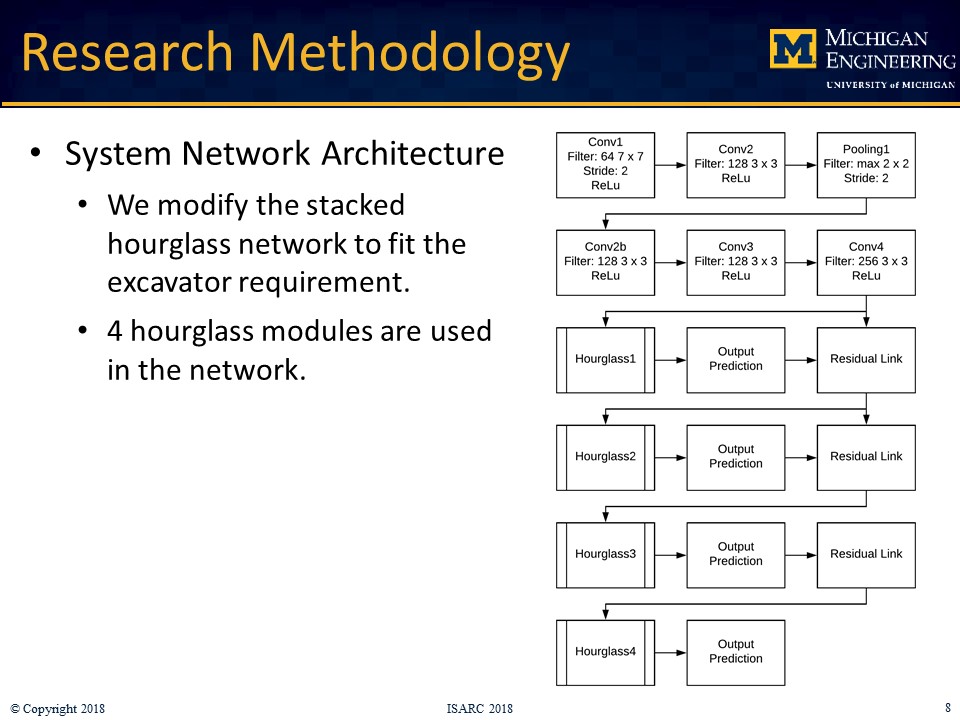 Research Methodology
M
MICHIGAN
ENGINEERING
UNIVERSITY of MICHIGAN
• System Network Architecture
• We modify the stacked
hourglass network to fit the
excavator requirement.
• 4 hourglass modules are used
in the network.
Conv1
Filter: 64 7 x 7
Stride: 2
ReLu
Conv2
Filter: 128 3 x 3
ReLu
Pooling1
Filter: max 2 x 2
Stride: 2
Conv2b
Filter: 128 3 x 3
ReLu
Conv3
Filter: 128 3 x 3
ReLu
Conv4
Filter: 256 3 x 3
ReLu
Hourglass1
Output
Prediction
Residual Link
Hourglass2
Output
Prediction
Residual Link
Hourglass3
Output
Prediction
Residual Link
Hourglass4
Output
Prediction
© Copyright 2018
ISARC 2018
8